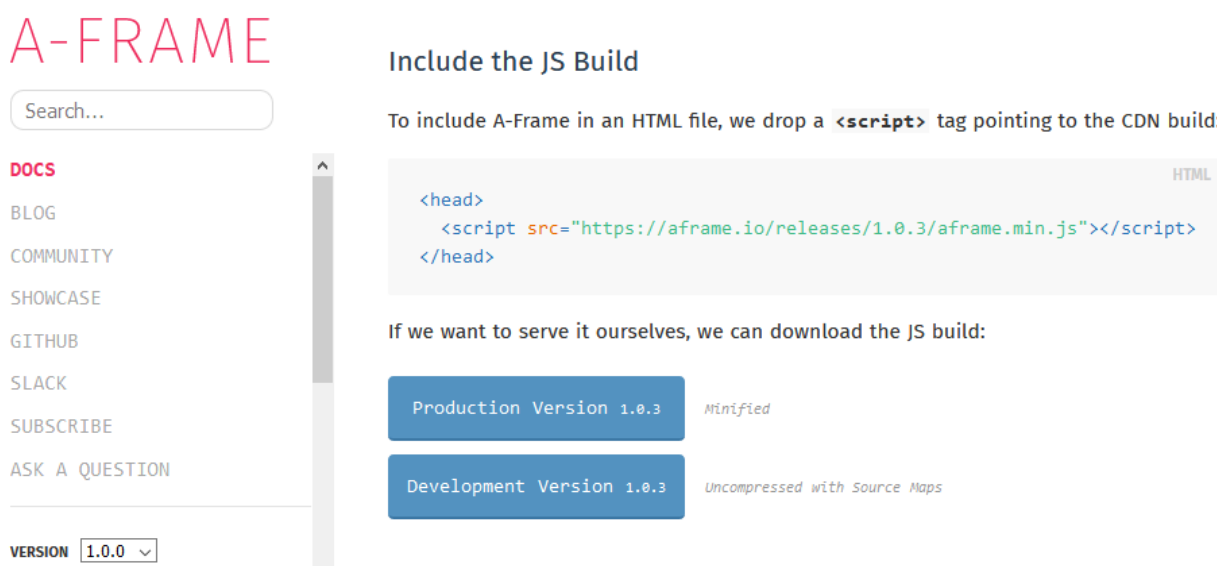 A-FRAME
Search...
DOCS
BLOG
COMMUNITY
SHOWCASE
GITHUB
SLACK
SUBSCRIBE
ASK A QUESTION
VERSION 1.0.0
Include the JS Build
To include A-Frame in an HTML file, we drop a <script> tag pointing to the CDN build:
HTML
<head>
<script src="https://aframe.io/releases/1.0.3/aframe.min.js"></script>
</head>
If we want to serve it ourselves, we can download the JS build:
Production Version 1.0.3 Minified
Development Version 1.0.3 Uncompressed with Source Maps